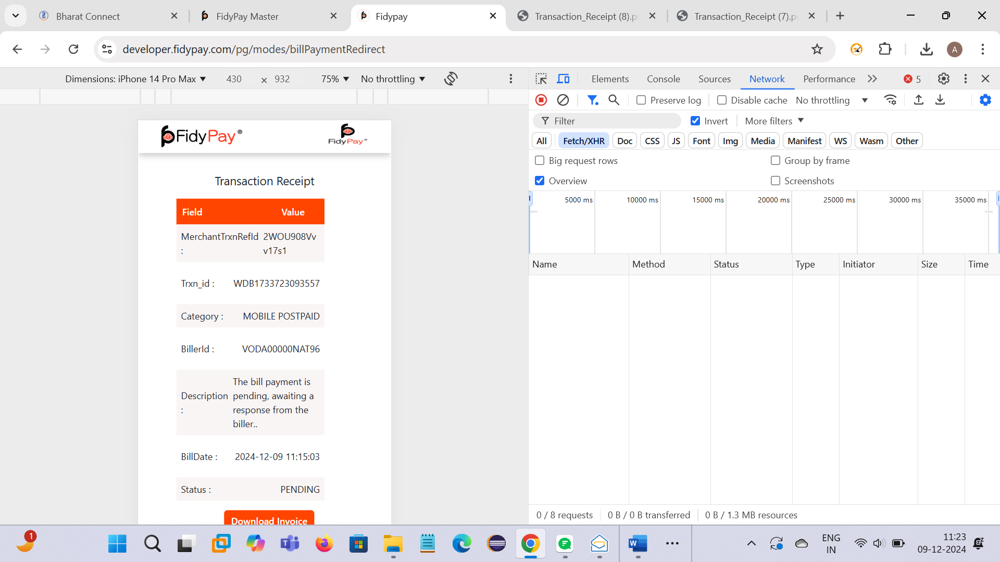 Bharat Connect
FidyPay Master
Fidypay
Transaction_Receipt (8).p
Transaction_Receipt (7).p
developer.fidypay.com/pg/modes/billPaymentRedirect
A
Dimensions: iPhone 14 Pro Max
430 × 932
75%
No throttling
FidyPay®
FidyPay™
Transaction Receipt
Field Value
MerchantTrxnRefId 2WOU908Vv
: v17s1
Trxn_id : WDB1733723093557
Category : MOBILE POSTPAID
BillerId : VODA00000NAT96
The bill payment is
Description pending, awaiting a
: response from the
biller..
BillDate : 2024-12-09 11:15:03
Status : PENDING
Download Invoice
Elements Console Sources Network Performance 5
Preserve log Disable cache No throttling
Filter Invert More filters
All Fetch/XHR Doc CSS JS Font Img Media Manifest WS Wasm Other
Big request rows Group by frame
Overview Screenshots
5000 ms 10000 ms 15000 ms 20000 ms 25000 ms 30000 ms 35000 ms
Name Method Status Type Initiator Size Time
0 / 8 requests 0 B / 0 B transferred 0 B / 1.3 MB resources
1
ENG
IN
11:23
09-12-2024